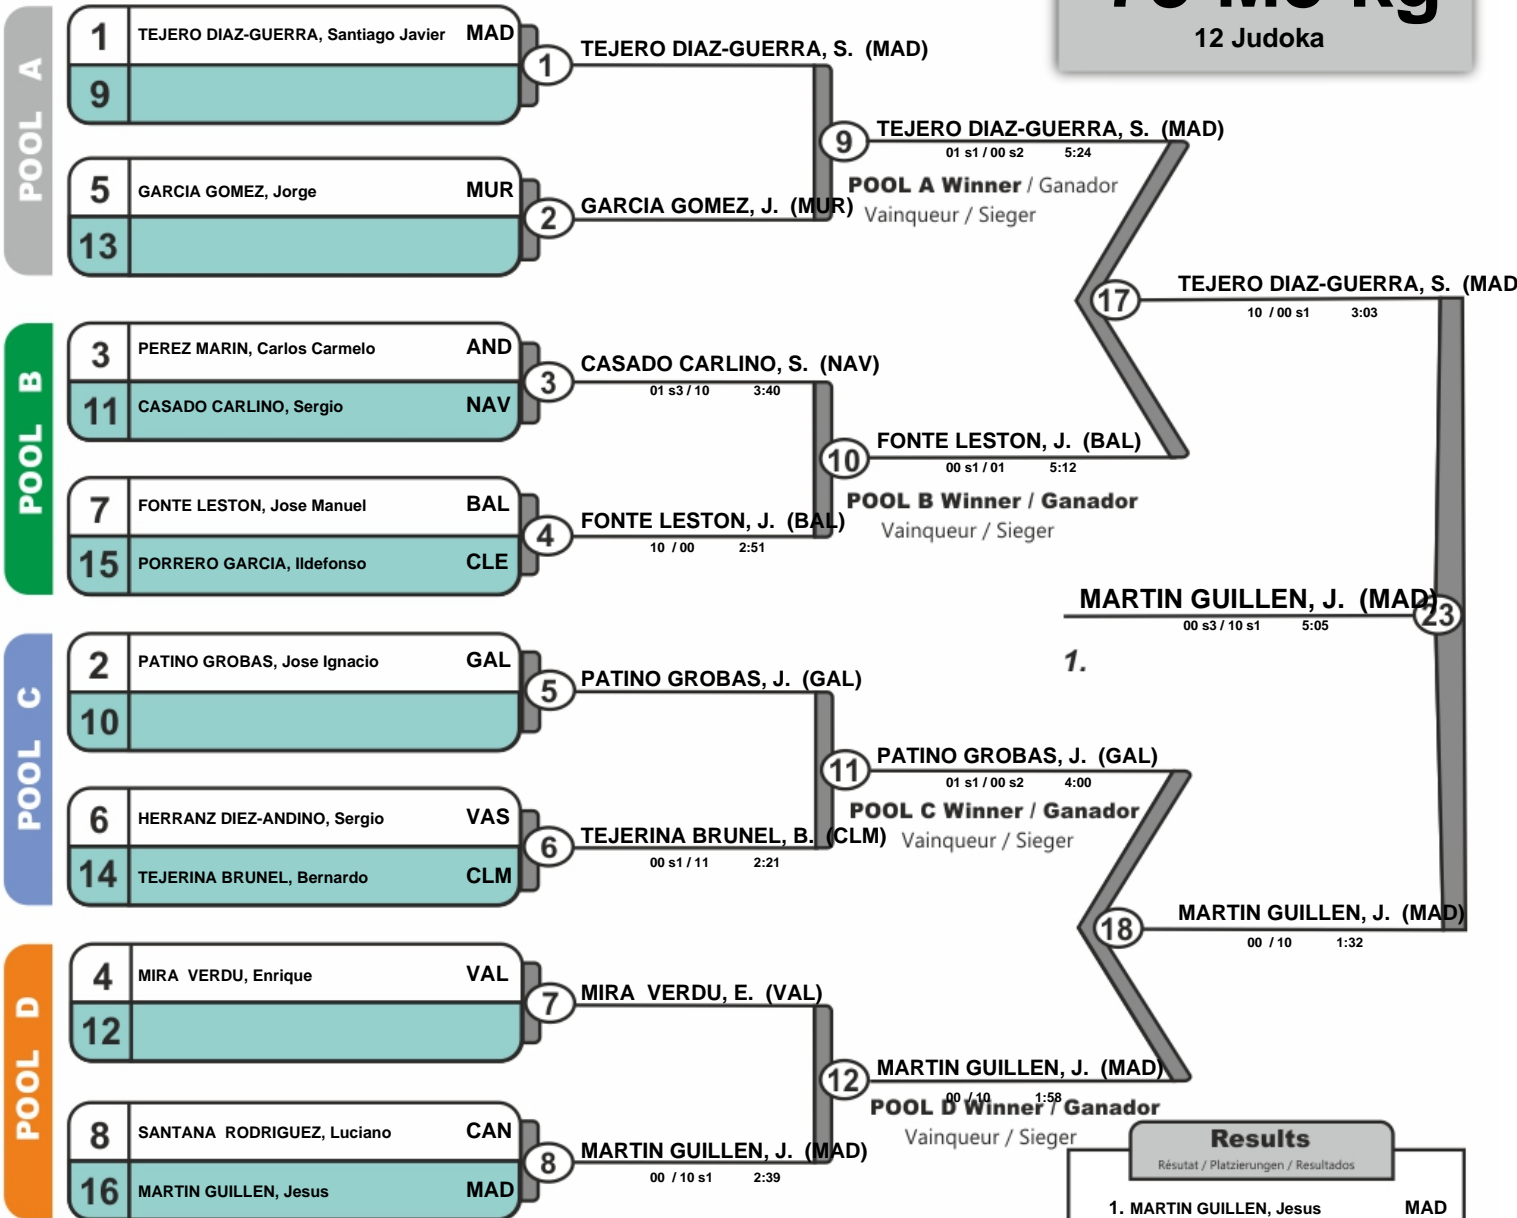 12 Judoka
POOL A
1 TEJERO DIAZ-GUERRA, Santiago Javier MAD
9
1
TEJERO DIAZ-GUERRA, S. (MAD)
5 GARCIA GOMEZ, Jorge MUR
13
2
GARCIA GOMEZ, J. (MUR)
9
TEJERO DIAZ-GUERRA, S. (MAD)
01 s1 / 00 s2 5:24
POOL A Winner / Ganador
Vainqueur / Sieger
POOL B
3 PEREZ MARIN, Carlos Carmelo AND
11 CASADO CARLINO, Sergio NAV
3
CASADO CARLINO, S. (NAV)
01 s3 / 10 3:40
7 FONTE LESTON, Jose Manuel BAL
15 PORRERO GARCIA, Ildefonso CLE
4
FONTE LESTON, J. (BAL)
10 / 00 2:51
10
FONTE LESTON, J. (BAL)
00 s1 / 01 5:12
POOL B Winner / Ganador
Vainqueur / Sieger
17
TEJERO DIAZ-GUERRA, S. (MAD
10 / 00 s1 3:03
MARTIN GUILLEN, J. (MAD)
23
00 s3 / 10 s1 5:05
1.
POOL C
2 PATINO GROBAS, Jose Ignacio GAL
10
5
PATINO GROBAS, J. (GAL)
6 HERRANZ DIEZ-ANDINO, Sergio VAS
14 TEJERINA BRUNEL, Bernardo CLM
6
TEJERINA BRUNEL, B. (CLM)
00 s1 / 11 2:21
11
PATINO GROBAS, J. (GAL)
01 s1 / 00 s2 4:00
POOL C Winner / Ganador
Vainqueur / Sieger
18
MARTIN GUILLEN, J. (MAD)
00 / 10 1:32
POOL D
4 MIRA VERDU, Enrique VAL
12
7
MIRA VERDU, E. (VAL)
8 SANTANA RODRIGUEZ, Luciano CAN
16 MARTIN GUILLEN, Jesus MAD
8
MARTIN GUILLEN, J. (MAD)
00 / 10 s1 2:39
12
MARTIN GUILLEN, J. (MAD)
00 / 10 1:58
POOL D Winner / Ganador
Vainqueur / Sieger
Results
Résutat / Platzierungen / Resultados
1. MARTIN GUILLEN, Jesus MAD